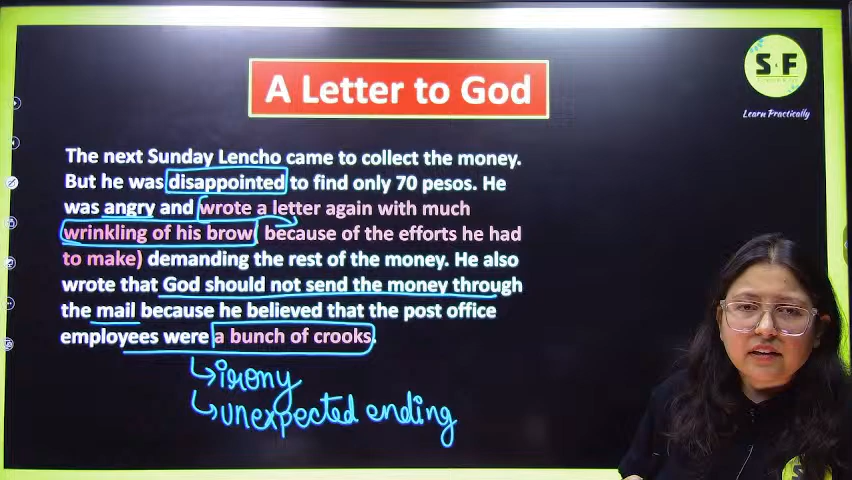 A Letter to God
S F
Learn Practically
The next Sunday Lencho came to collect the money.
But he was disappointed to find only 70 pesos. He
was angry and wrote a letter again with much
wrinkling of his brow( because of the efforts he had
to make) demanding the rest of the money. He also
wrote that God should not send the money through
the mail because he believed that the post office
employees were a bunch of crooks.
irony
unexpected ending